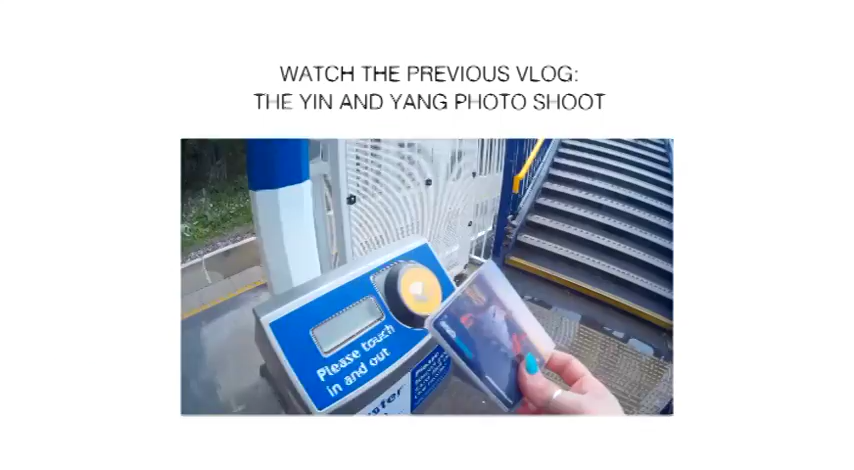 WATCH THE PREVIOUS VLOG:
THE YIN AND YANG PHOTO SHOOT
Please touch
in and out